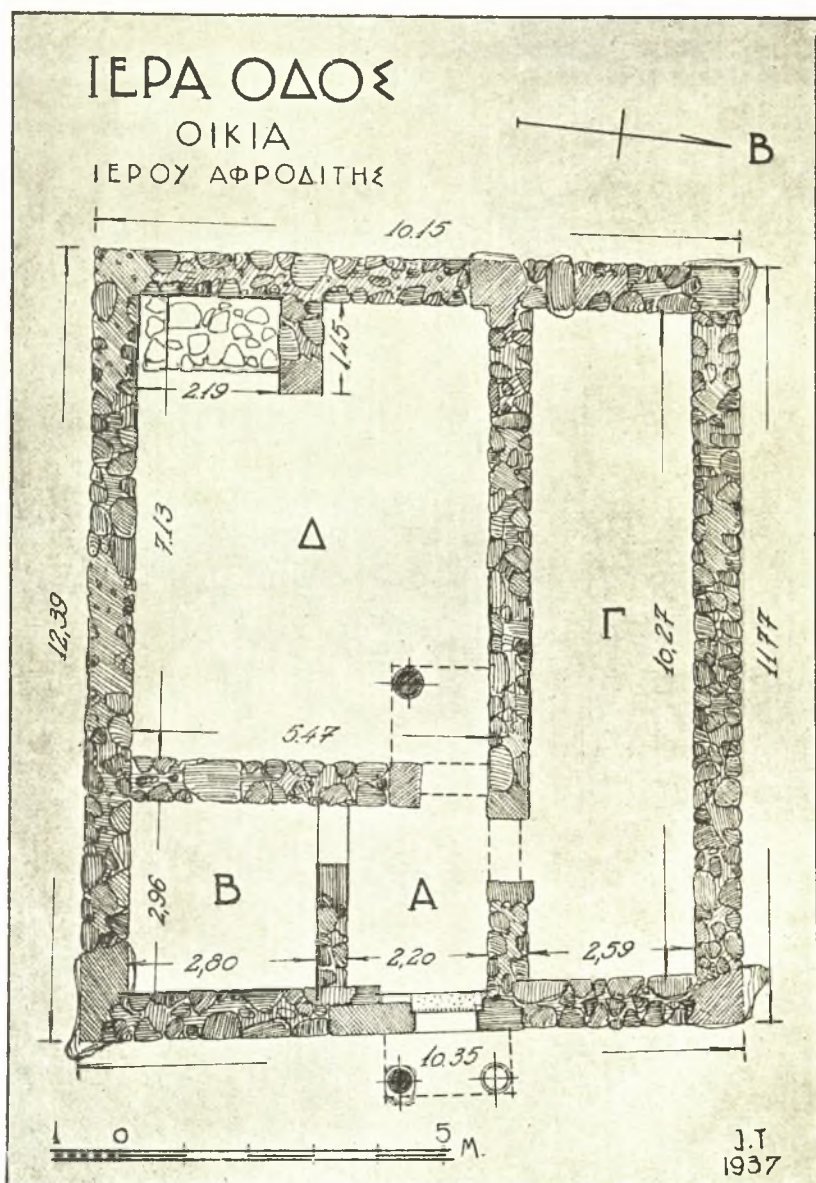 ΙΕΡΑ ΟΔΟΣ
ΟΙΚΙΑ
ΙΕΡΟΥ ΑΦΡΟΔΙΤΗΣ
Β
10.15
1.45
2.19
7.13
Δ
Γ
12,39
10,27
11.77
5.47
2,96
Β
Α
2,80
2,20
2,59
10.35
1 0 5 Μ.
J.T
1937